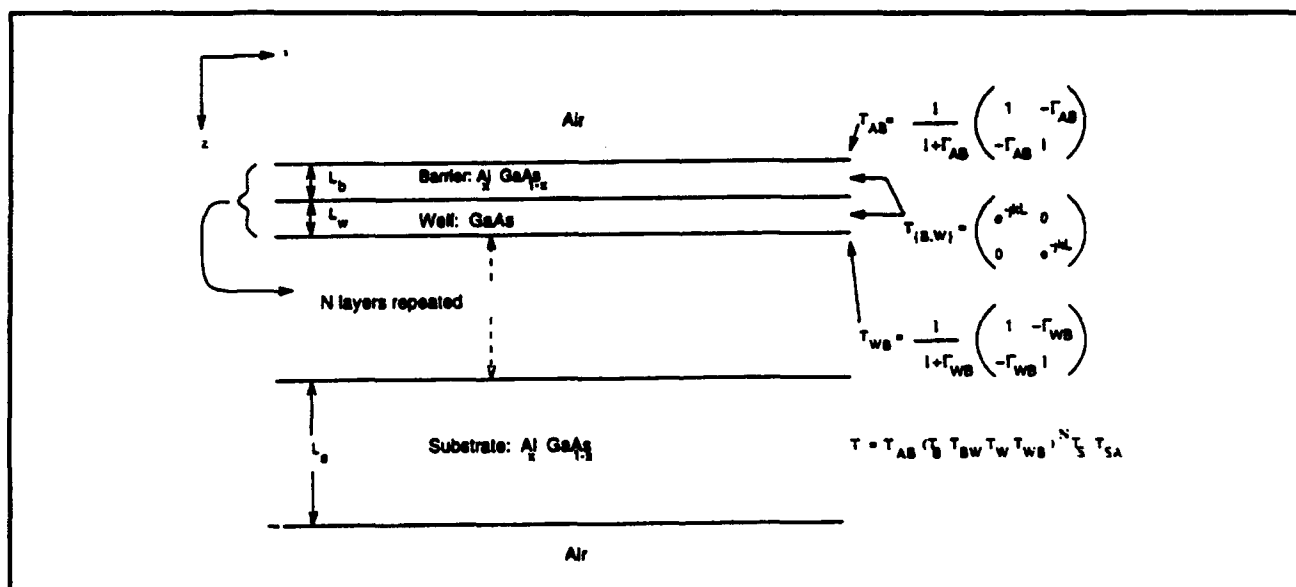 z
Air
T_AB = 1/(1+Γ_AB) ( 1 -Γ_AB
-Γ_AB 1 )
L_b
Barrier: Al_x GaAs_1-x
L_w
Well: GaAs
T_{B,W} = ( e^-jkL 0
0 e^-jkL )
N layers repeated
T_WB = 1/(1+Γ_WB) ( 1 -Γ_WB
-Γ_WB 1 )
L_s
Substrate: Al_x GaAs_1-x
T = T_AB (T_B T_BW T_W T_WB)^N T_S T_SA
Air